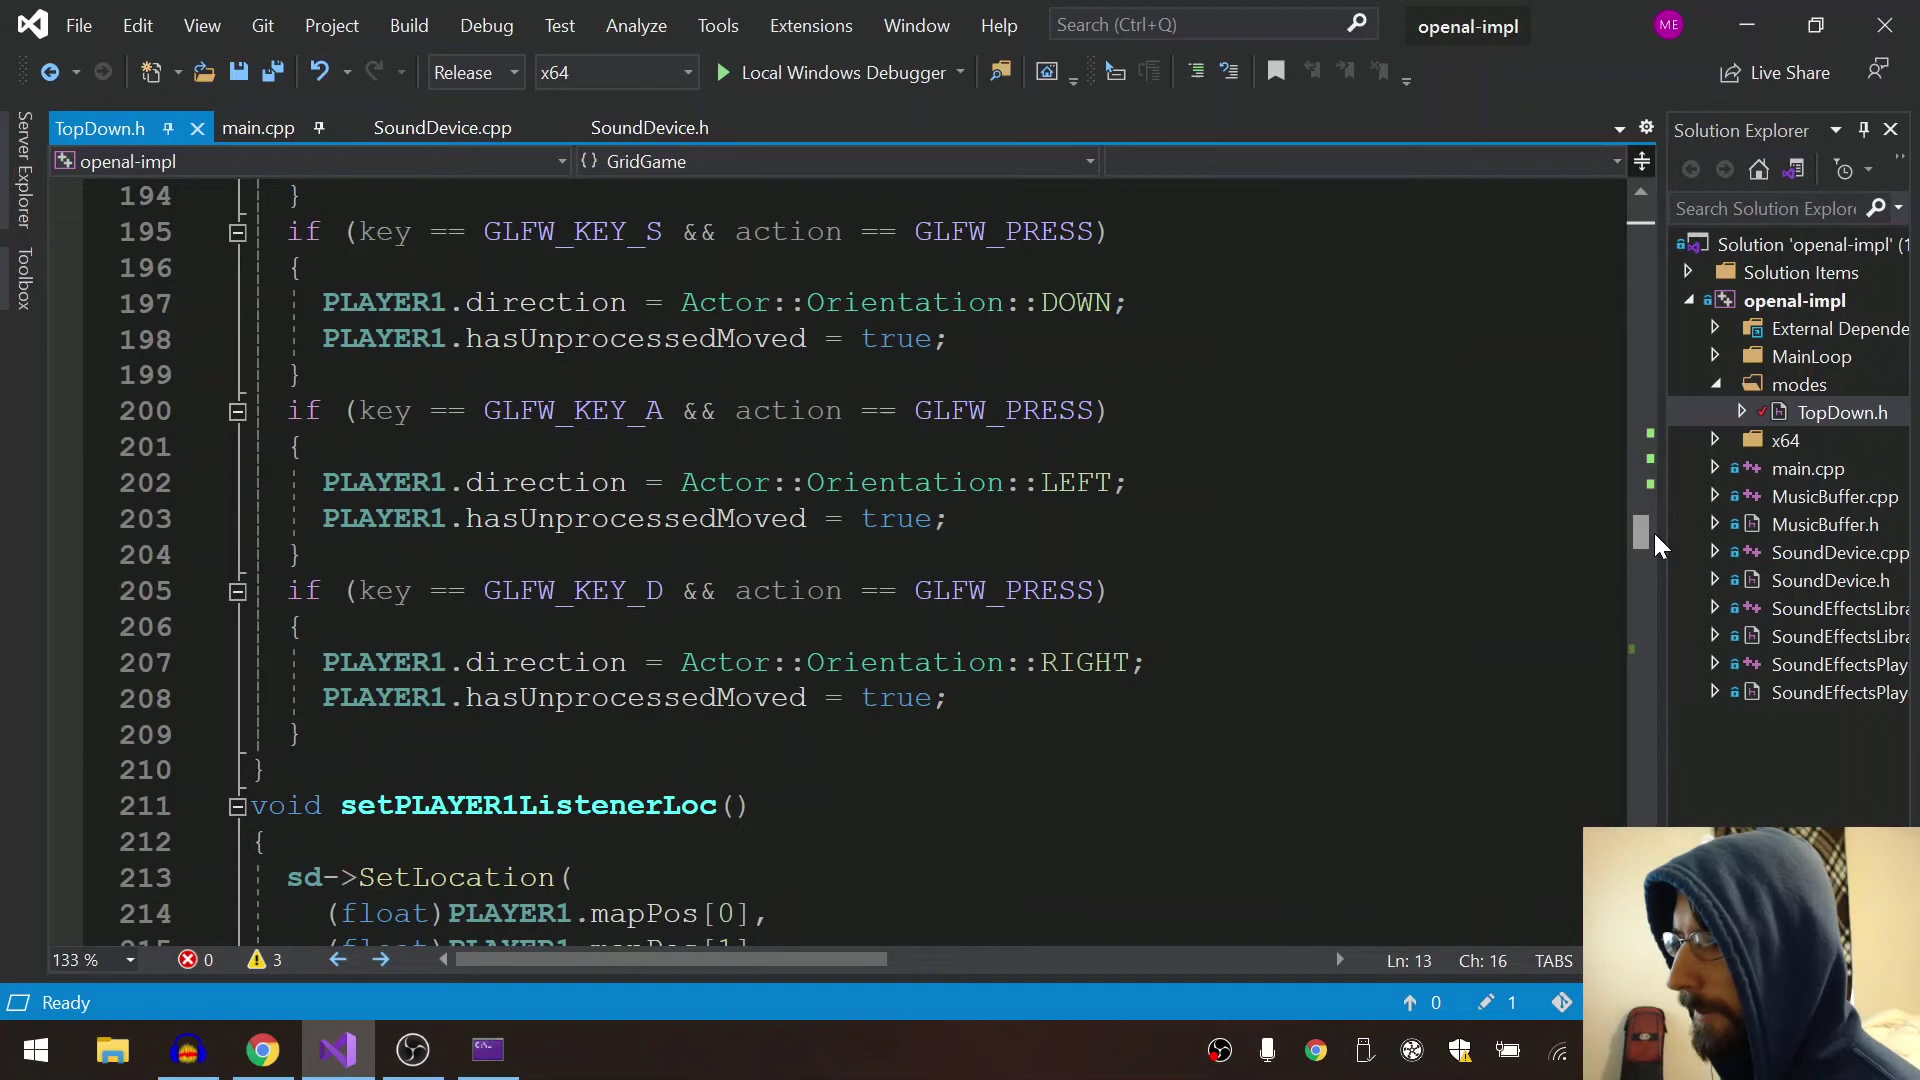 File Edit View Git Project Build Debug Test Analyze Tools Extensions Window Help Search (Ctrl+Q) openal-impl ME
Release x64 Local Windows Debugger Live Share
Server Explorer
Toolbox
TopDown.h main.cpp SoundDevice.cpp SoundDevice.h
openal-impl {} GridGame
194 }
195 if (key == GLFW_KEY_S && action == GLFW_PRESS)
196 {
197 PLAYER1.direction = Actor::Orientation::DOWN;
198 PLAYER1.hasUnprocessedMoved = true;
199 }
200 if (key == GLFW_KEY_A && action == GLFW_PRESS)
201 {
202 PLAYER1.direction = Actor::Orientation::LEFT;
203 PLAYER1.hasUnprocessedMoved = true;
204 }
205 if (key == GLFW_KEY_D && action == GLFW_PRESS)
206 {
207 PLAYER1.direction = Actor::Orientation::RIGHT;
208 PLAYER1.hasUnprocessedMoved = true;
209 }
210 }
211 void setPLAYER1ListenerLoc()
212 {
213 sd->SetLocation(
214 (float)PLAYER1.mapPos[0],
Solution Explorer
Search Solution Explore
Solution 'openal-impl' (1
Solution Items
openal-impl
External Depende
MainLoop
modes
TopDown.h
x64
main.cpp
MusicBuffer.cpp
MusicBuffer.h
SoundDevice.cpp
SoundDevice.h
SoundEffectsLibra
SoundEffectsLibra
SoundEffectsPlay
SoundEffectsPlay
133 % 0 3 Ln: 13 Ch: 16 TABS
Ready 0 1